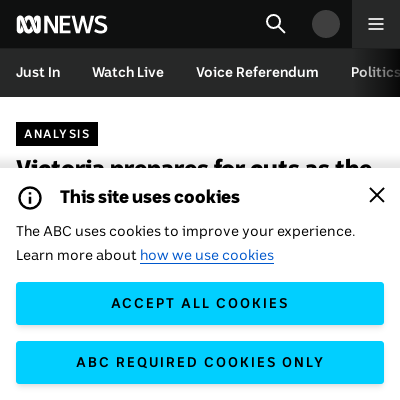 NEWS
Just In Watch Live Voice Referendum Politics
ANALYSIS
Victoria prepares for cuts as the
This site uses cookies
The ABC uses cookies to improve your experience.
Learn more about how we use cookies
ACCEPT ALL COOKIES
ABC REQUIRED COOKIES ONLY